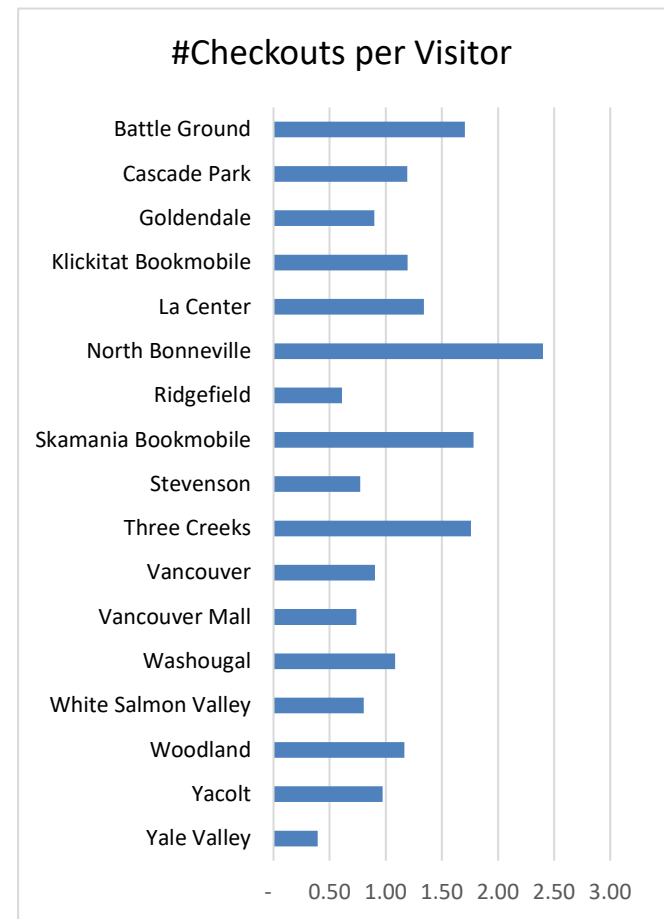 #Checkouts per Visitor
Battle Ground
Cascade Park
Goldendale
Klickitat Bookmobile
La Center
North Bonneville
Ridgefield
Skamania Bookmobile
Stevenson
Three Creeks
Vancouver
Vancouver Mall
Washougal
White Salmon Valley
Woodland
Yacolt
Yale Valley
- 0.50 1.00 1.50 2.00 2.50 3.00